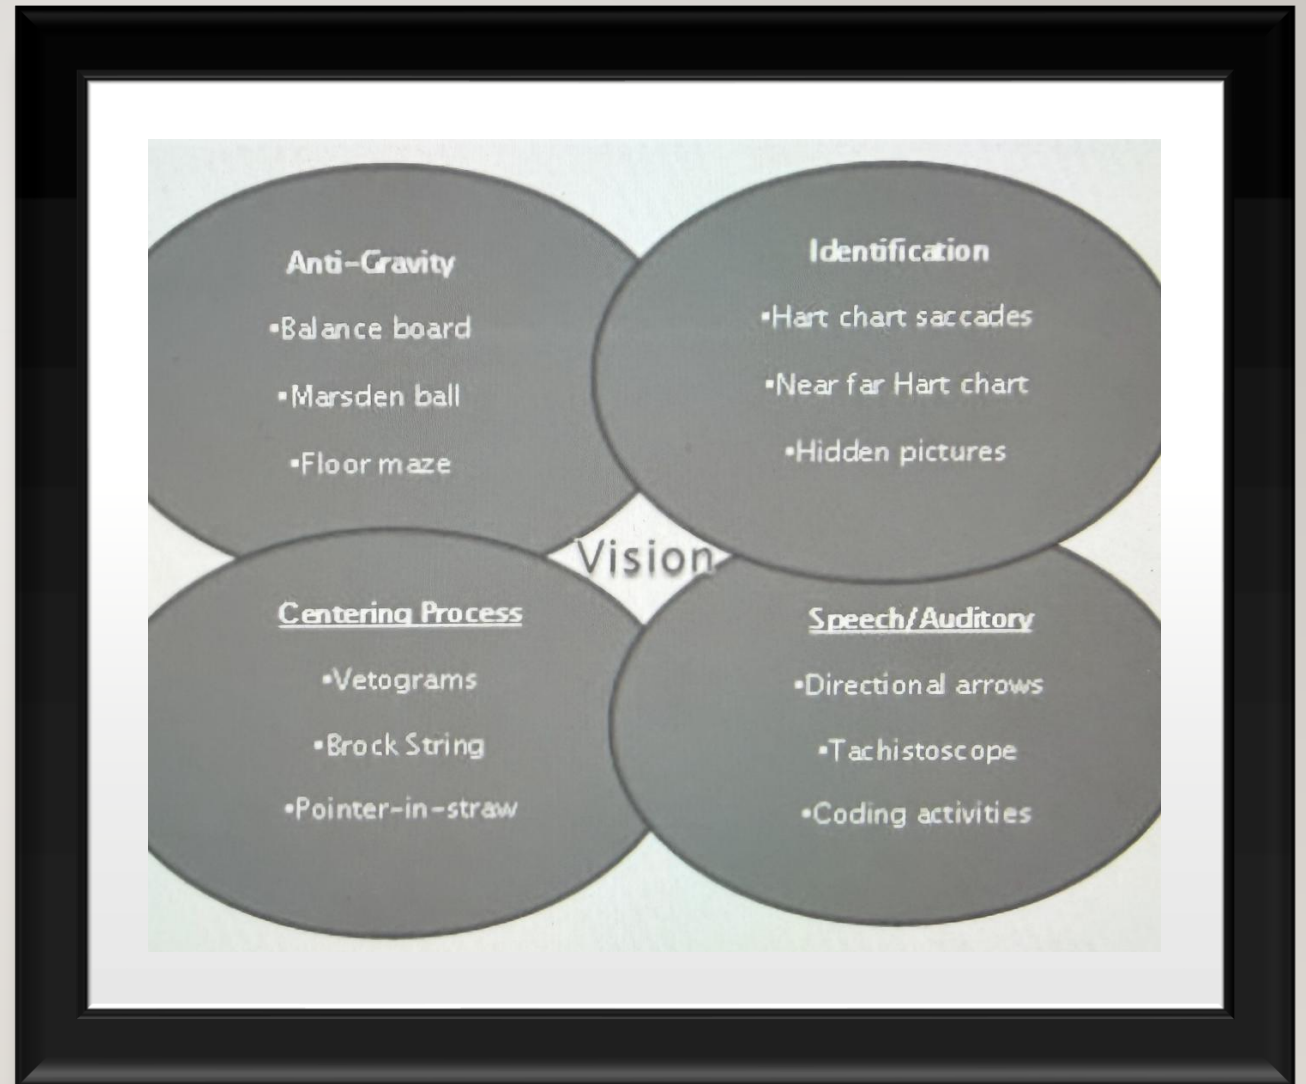 Anti-Gravity
▪Balance board
▪Marsden ball
▪Floor maze
Identification
▪Hart chart saccades
▪Near far Hart chart
▪Hidden pictures
Vision
Centering Process
▪Vetograms
▪Brock String
▪Pointer-in-straw
Speech/Auditory
▪Directional arrows
▪Tachistoscope
▪Coding activities